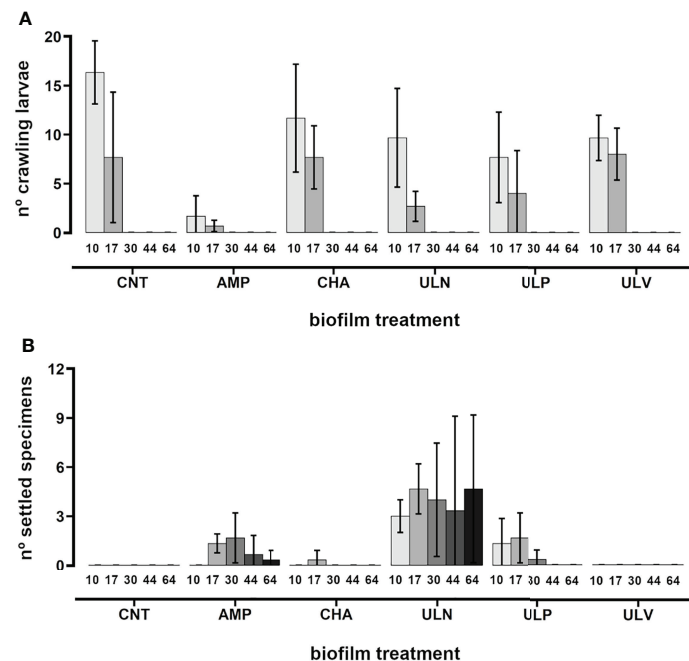 A
20
15
10
5
0
nº crawling larvae
10 17 30 44 64 10 17 30 44 64 10 17 30 44 64 10 17 30 44 64 10 17 30 44 64 10 17 30 44 64
CNT AMP CHA ULN ULP ULV
biofilm treatment
B
12
9
6
3
0
nº settled specimens
10 17 30 44 64 10 17 30 44 64 10 17 30 44 64 10 17 30 44 64 10 17 30 44 64 10 17 30 44 64
CNT AMP CHA ULN ULP ULV
biofilm treatment